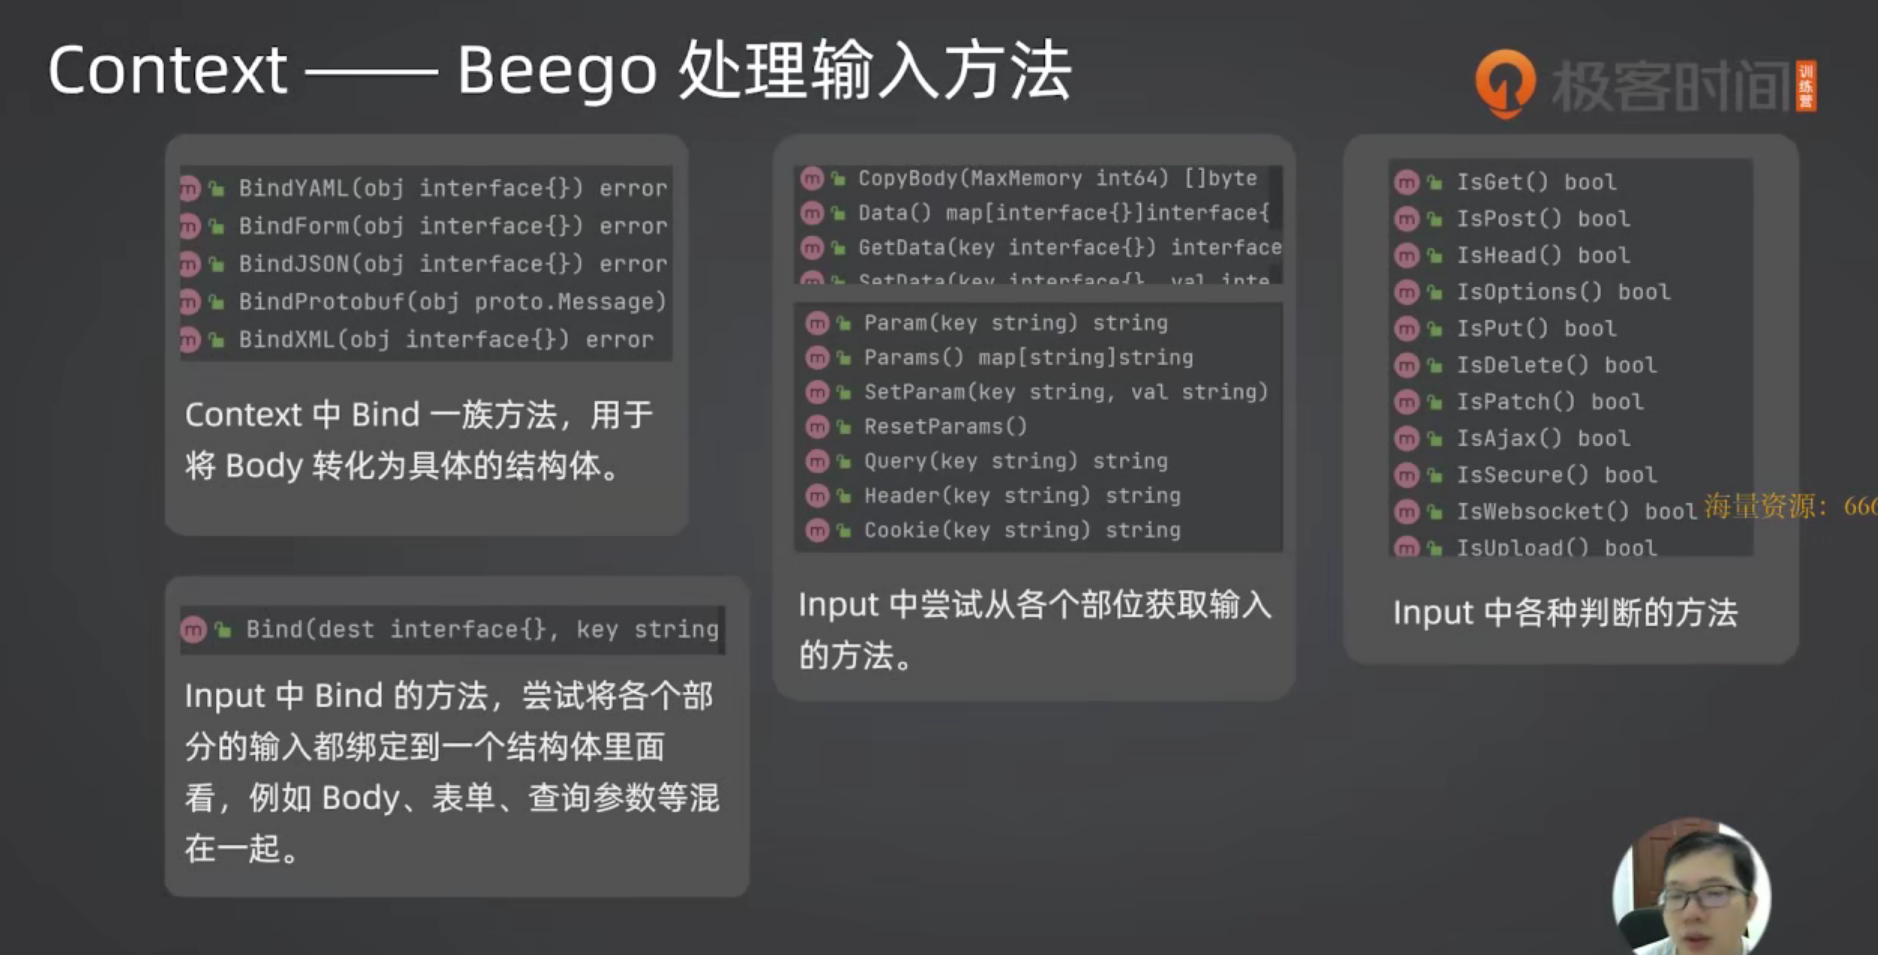 Context —— Beego 处理输入方法
极客时间
训练营
BindYAML(obj interface{}) error
BindForm(obj interface{}) error
BindJSON(obj interface{}) error
BindProtobuf(obj proto.Message)
BindXML(obj interface{}) error
Context 中 Bind 一族方法，用于
将 Body 转化为具体的结构体。
Bind(dest interface{}, key string
Input 中 Bind 的方法，尝试将各个部
分的输入都绑定到一个结构体里面
看，例如 Body、表单、查询参数等混
在一起。
CopyBody(MaxMemory int64) []byte
Data() map[interface{}]interface{
GetData(key interface{}) interface
SetData(key interface{}, val inte
Param(key string) string
Params() map[string]string
SetParam(key string, val string)
ResetParams()
Query(key string) string
Header(key string) string
Cookie(key string) string
Input 中尝试从各个部位获取输入
的方法。
IsGet() bool
IsPost() bool
IsHead() bool
IsOptions() bool
IsPut() bool
IsDelete() bool
IsPatch() bool
IsAjax() bool
IsSecure() bool
IsWebsocket() bool
IsUpload() bool
Input 中各种判断的方法
海量资源：666